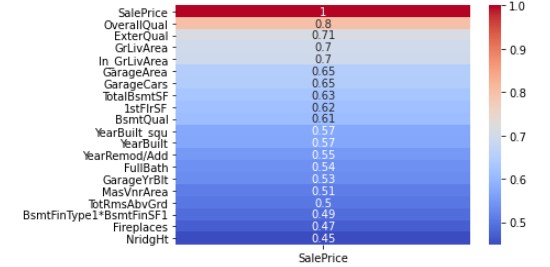 SalePrice 1
OverallQual 0.8
ExterQual 0.71
GrLivArea 0.7
ln_GrLivArea 0.7
GarageArea 0.65
GarageCars 0.65
TotalBsmtSF 0.63
1stFlrSF 0.62
BsmtQual 0.61
YearBuilt_squ 0.57
YearBuilt 0.57
YearRemod/Add 0.55
FullBath 0.54
GarageYrBlt 0.53
MasVnrArea 0.51
TotRmsAbvGrd 0.5
BsmtFinType1*BsmtFinSF1 0.49
Fireplaces 0.47
NridgHt 0.45
SalePrice
1.0
0.9
0.8
0.7
0.6
0.5